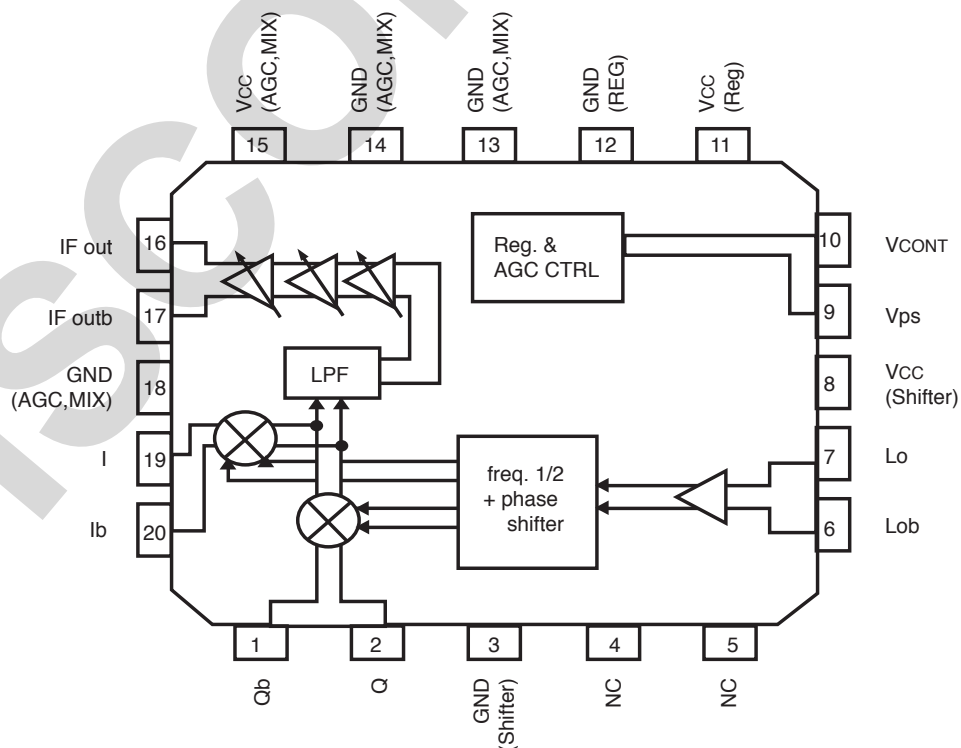 VCC
(AGC,MIX)
GND
(AGC,MIX)
GND
(AGC,MIX)
GND
(REG)
VCC
(Reg)
15
14
13
12
11
IF out
16
IF outb
17
GND
(AGC,MIX)
18
I
19
Ib
20
Reg. &
AGC CTRL
LPF
freq. 1/2
+ phase
shifter
10
VCONT
9
Vps
8
VCC
(Shifter)
7
Lo
6
Lob
1
2
3
4
5
Qb
Q
GND
(Shifter)
NC
NC